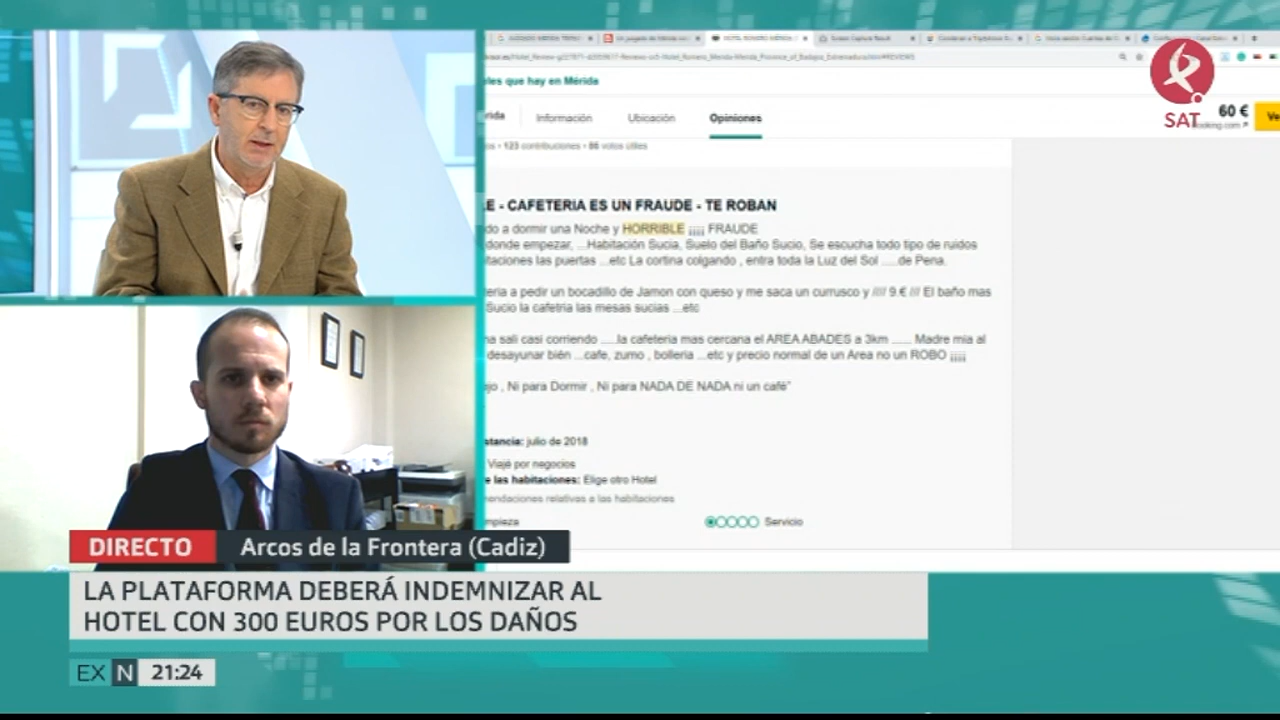 eles que hay en Mérida
rida
Información
Ubicación
Opiniones
60 €
SAT
123 contribuciones • 86 votos útiles
E - CAFETERIA ES UN FRAUDE - TE ROBAN
do a dormir una Noche y HORRIBLE ¡¡¡¡ FRAUDE
donde empezar, ...Habitación Sucia, Suelo del Baño Sucio, Se escucha todo tipo de ruidos
itaciones las puertas ...etc La cortina colgando , entra toda la Luz del Sol .....de Pena.
tería a pedir un bocadillo de Jamon con queso y me saca un currusco y //// 9.€ /// El baño mas
Sucio la cafetria las mesas sucias ...etc
na sali casi corriendo .....la cafeteria mas cercana el AREA ABADES a 3km ...... Madre mia al
desayunar bién ...cafe, zumo , bolleria ...etc y precio normal de un Area no un ROBO ¡¡¡¡
jo , Ni para Dormir , Ni para NADA DE NADA ni un café"
stancia: julio de 2018
Viajé por negocios
e las habitaciones: Elige otro Hotel
endaciones relativas a las habitaciones
mpieza
Servicio
DIRECTO
Arcos de la Frontera (Cadiz)
LA PLATAFORMA DEBERÁ INDEMNIZAR AL
HOTEL CON 300 EUROS POR LOS DAÑOS
EX N 21:24